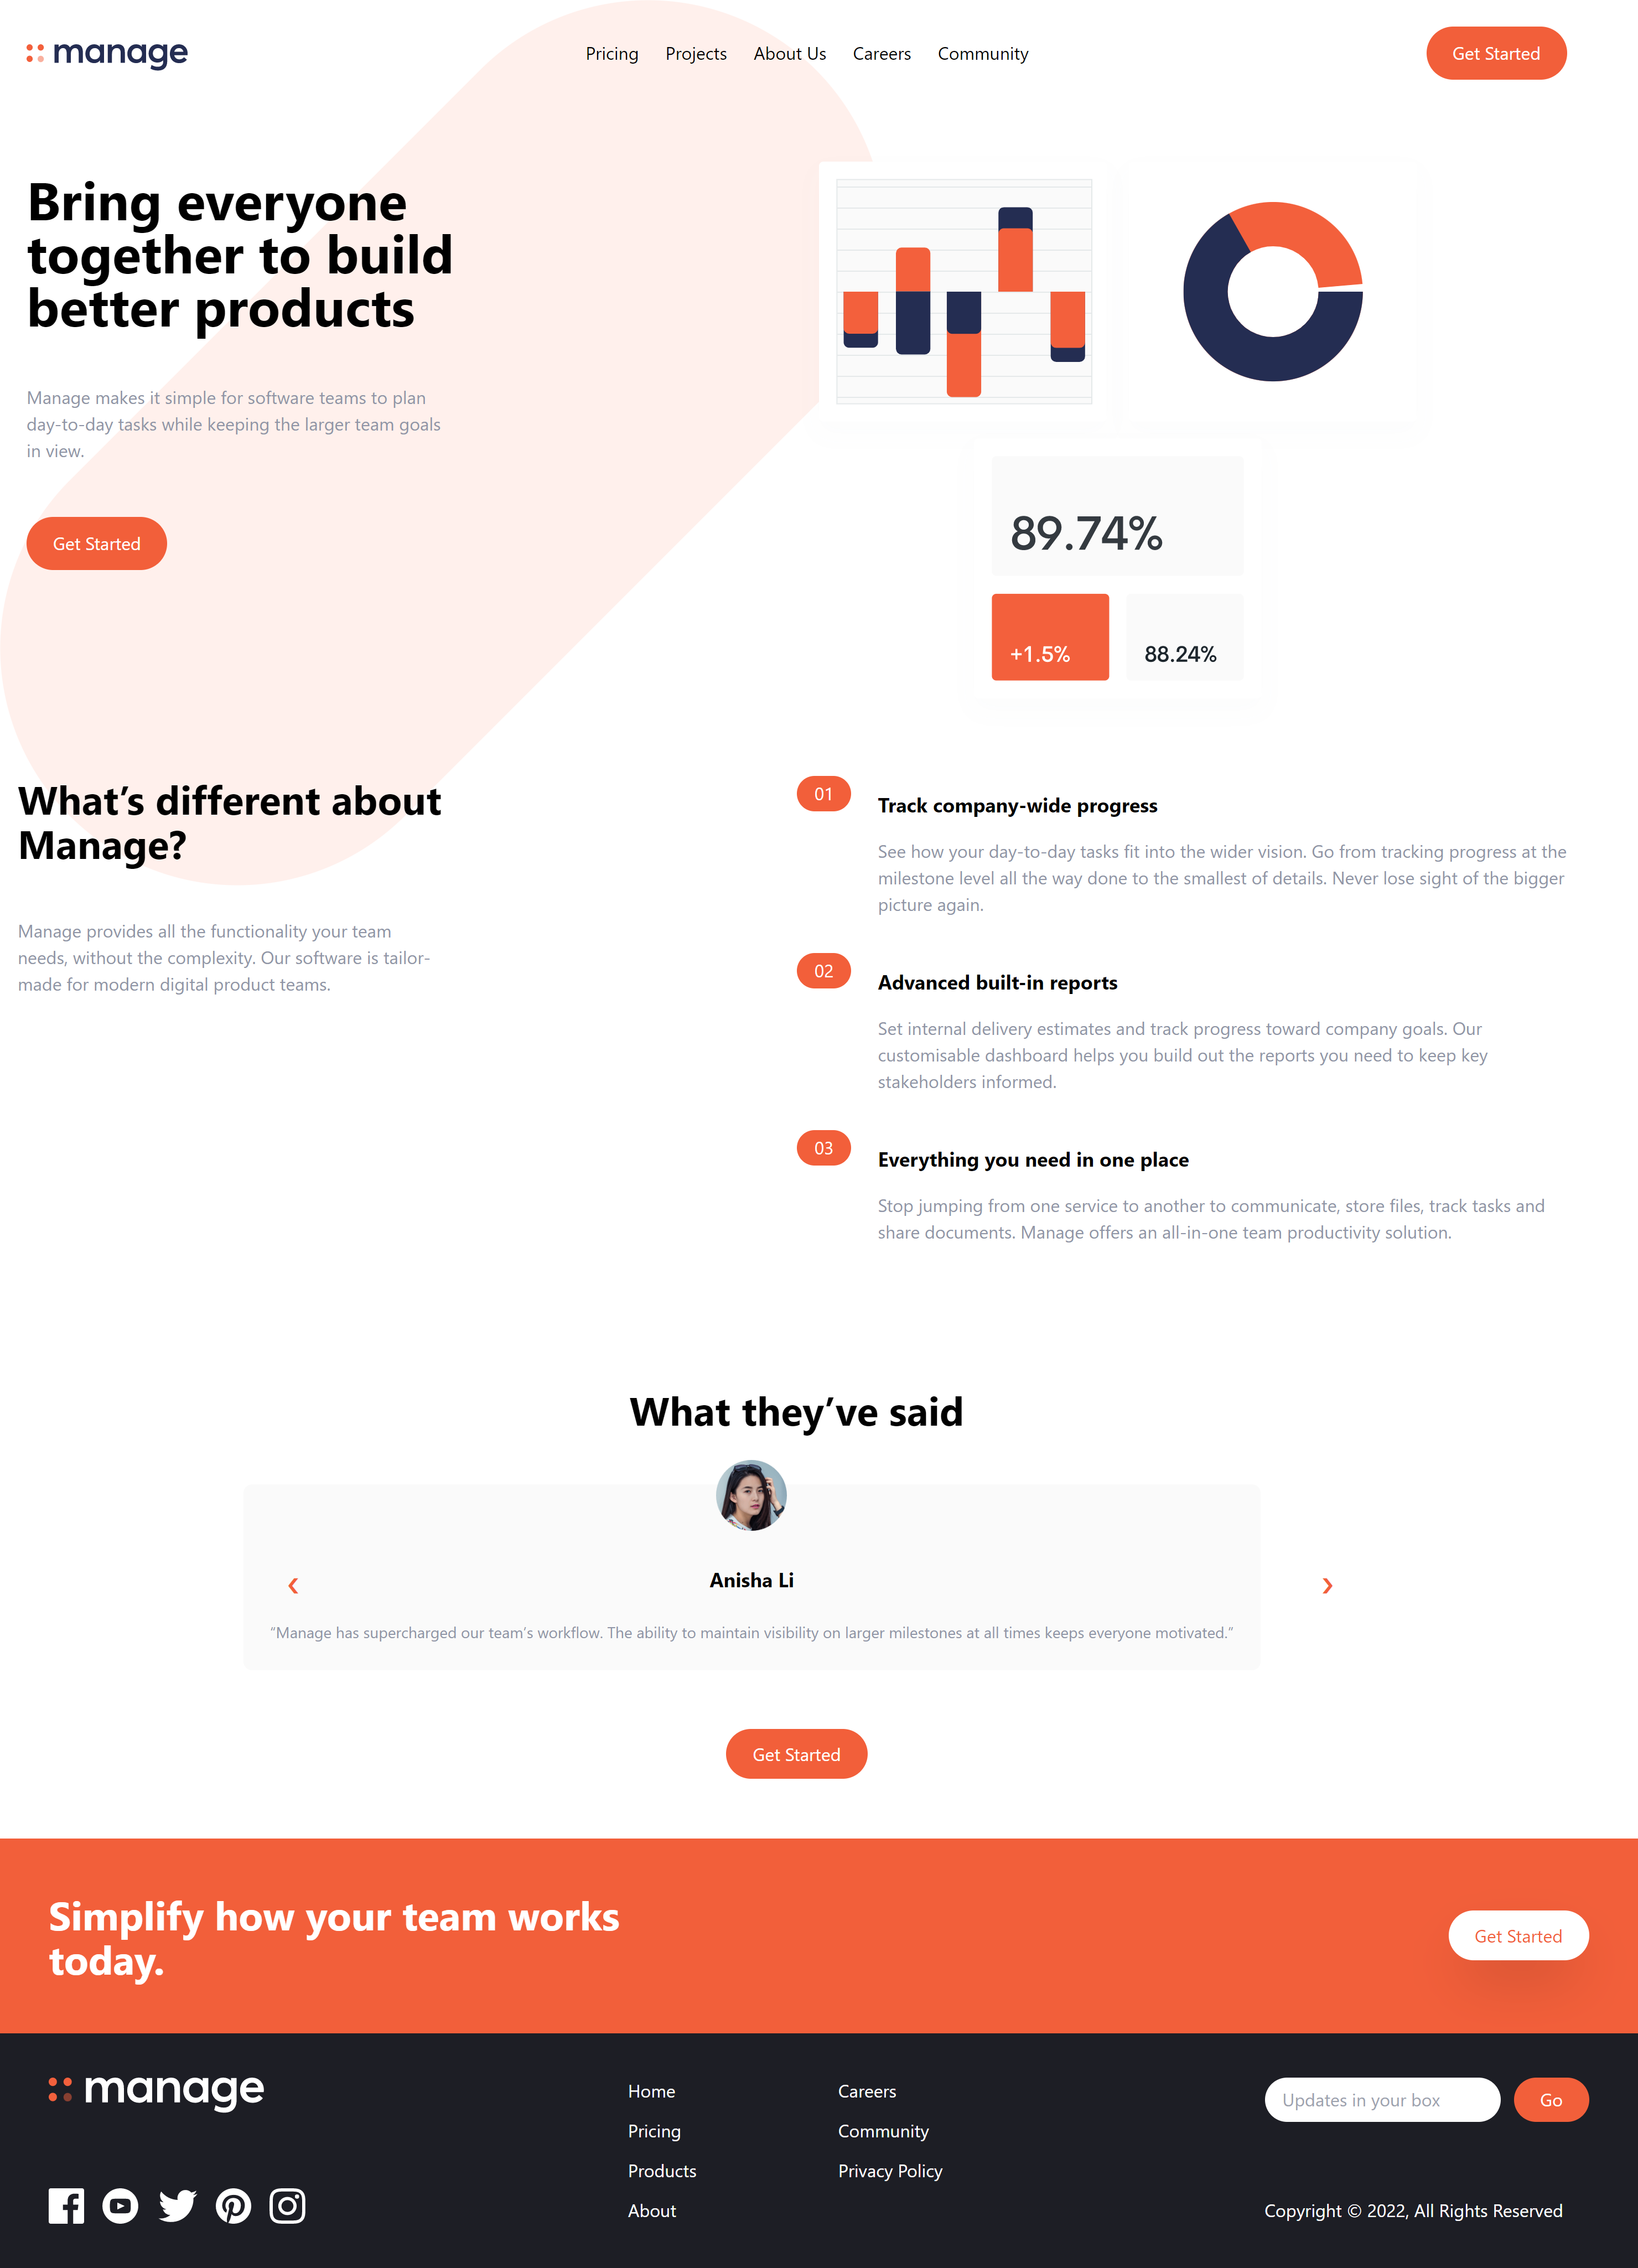 manage
Pricing Projects About Us Careers Community
Get Started
Bring everyone
together to build
better products
Manage makes it simple for software teams to plan
day-to-day tasks while keeping the larger team goals
in view.
Get Started
89.74%
+1.5%
88.24%
What’s different about
Manage?
Manage provides all the functionality your team
needs, without the complexity. Our software is tailor-
made for modern digital product teams.
01
Track company-wide progress
See how your day-to-day tasks fit into the wider vision. Go from tracking progress at the
milestone level all the way done to the smallest of details. Never lose sight of the bigger
picture again.
02
Advanced built-in reports
Set internal delivery estimates and track progress toward company goals. Our
customisable dashboard helps you build out the reports you need to keep key
stakeholders informed.
03
Everything you need in one place
Stop jumping from one service to another to communicate, store files, track tasks and
share documents. Manage offers an all-in-one team productivity solution.
What they’ve said
Anisha Li
“Manage has supercharged our team’s workflow. The ability to maintain visibility on larger milestones at all times keeps everyone motivated.”
Get Started
Simplify how your team works
today.
Get Started
manage
Home
Pricing
Products
About
Careers
Community
Privacy Policy
Updates in your box
Go
Copyright © 2022, All Rights Reserved